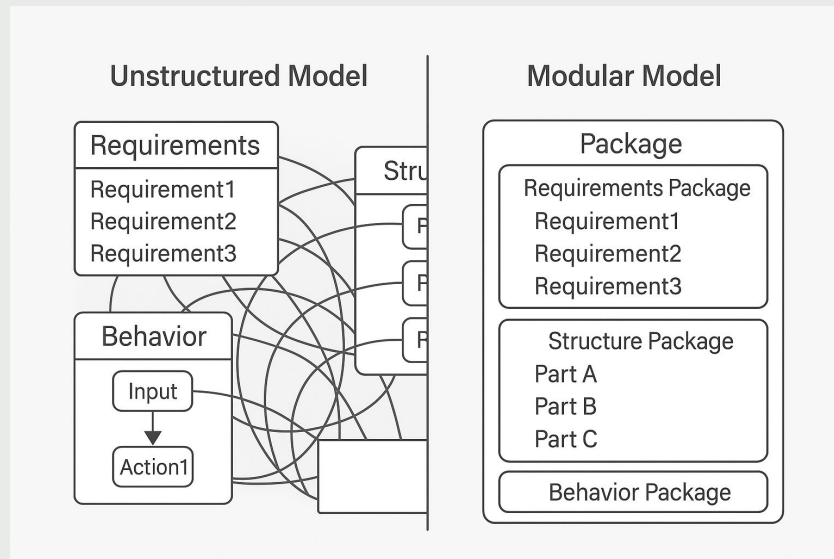 Unstructured Model
Requirements
Requirement1
Requirement2
Requirement3
Behavior
Input
Action1
Modular Model
Package
Requirements Package
Requirement1
Requirement2
Requirement3
Structure Package
Part A
Part B
Part C
Behavior Package